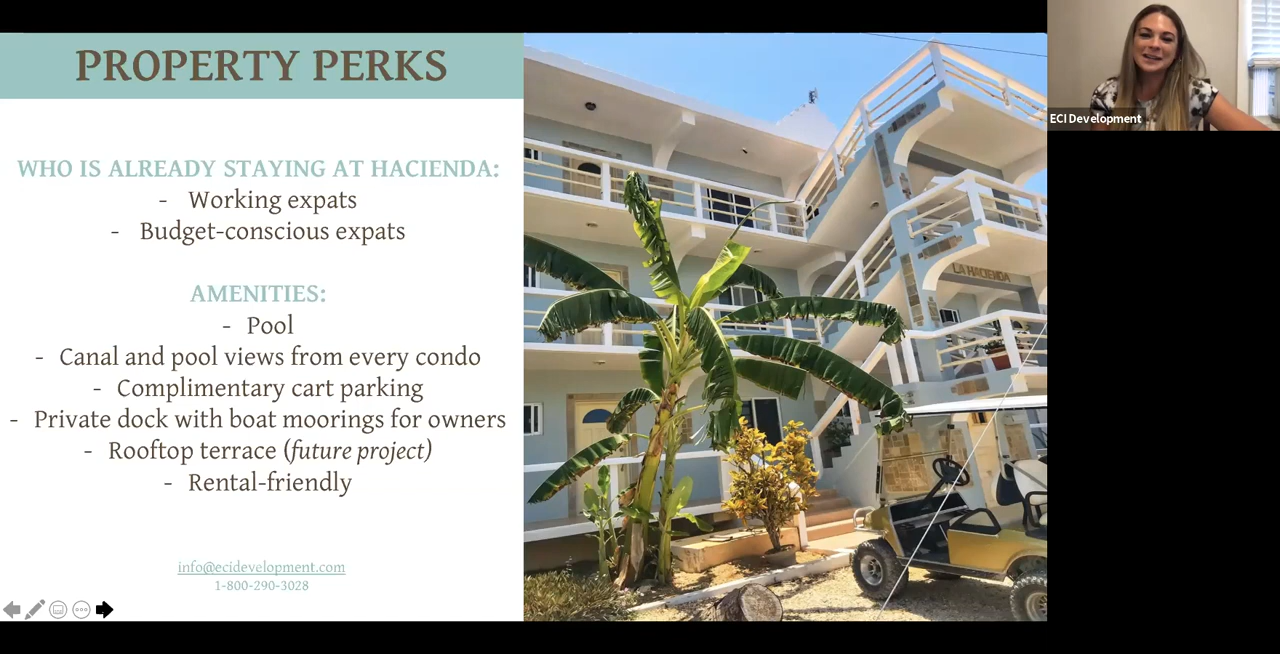 PROPERTY PERKS
WHO IS ALREADY STAYING AT HACIENDA:
- Working expats
- Budget-conscious expats
AMENITIES:
- Pool
- Canal and pool views from every condo
- Complimentary cart parking
- Private dock with boat moorings for owners
- Rooftop terrace (future project)
- Rental-friendly
info@ecidevelopment.com
1-800-290-3028
LA HACIENDA
ECI Development